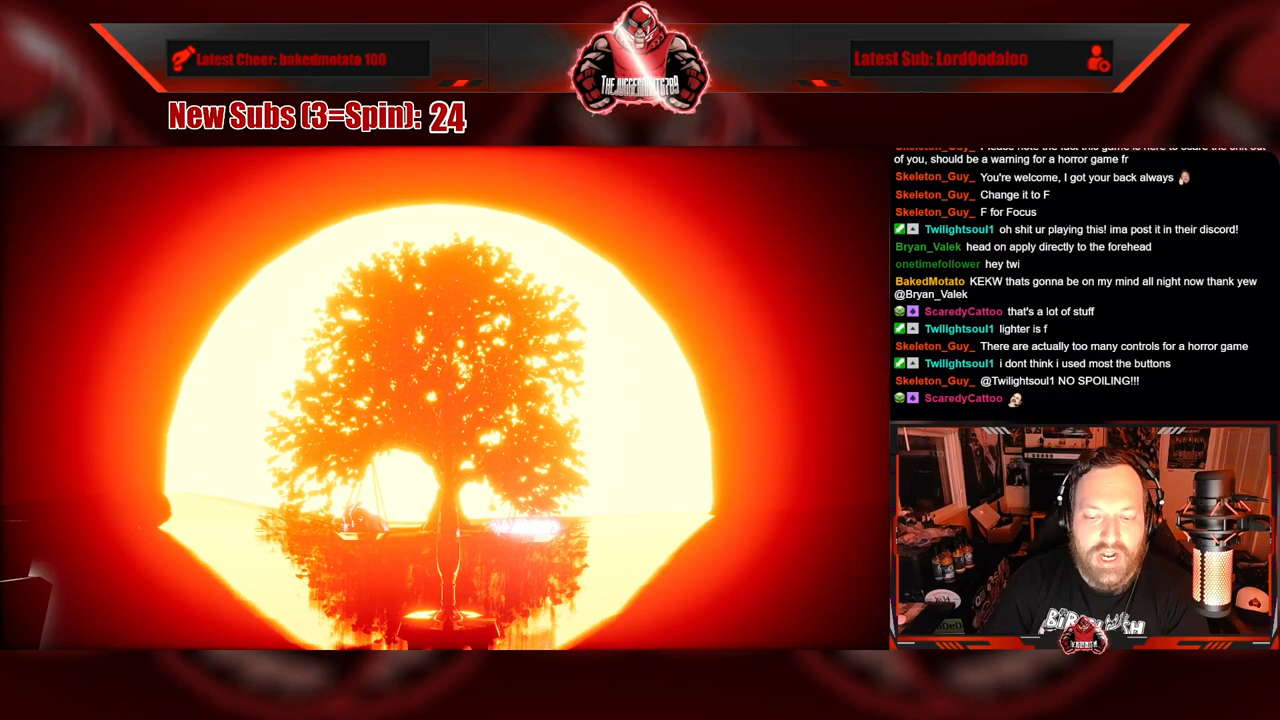 Latest Cheer: bakedmotato 100
THEJUGGERNAUT6789
Latest Sub: LordOodaloo
New Subs (3=Spin): 24
of you, should be a warning for a horror game fr
Skeleton_Guy_ You're welcome, I got your back always
Skeleton_Guy_ Change it to F
Skeleton_Guy_ F for Focus
Twilightsoul1 oh shit ur playing this! ima post it in their discord!
Bryan_Valek head on apply directly to the forehead
onetimefollower hey twi
BakedMotato KEKW thats gonna be on my mind all night now thank yew
@Bryan_Valek
ScaredyCattoo that's a lot of stuff
Twilightsoul1 lighter is f
Skeleton_Guy_ There are actually too many controls for a horror game
Twilightsoul1 i dont think i used most the buttons
Skeleton_Guy_ @Twilightsoul1 NO SPOILING!!!
ScaredyCattoo